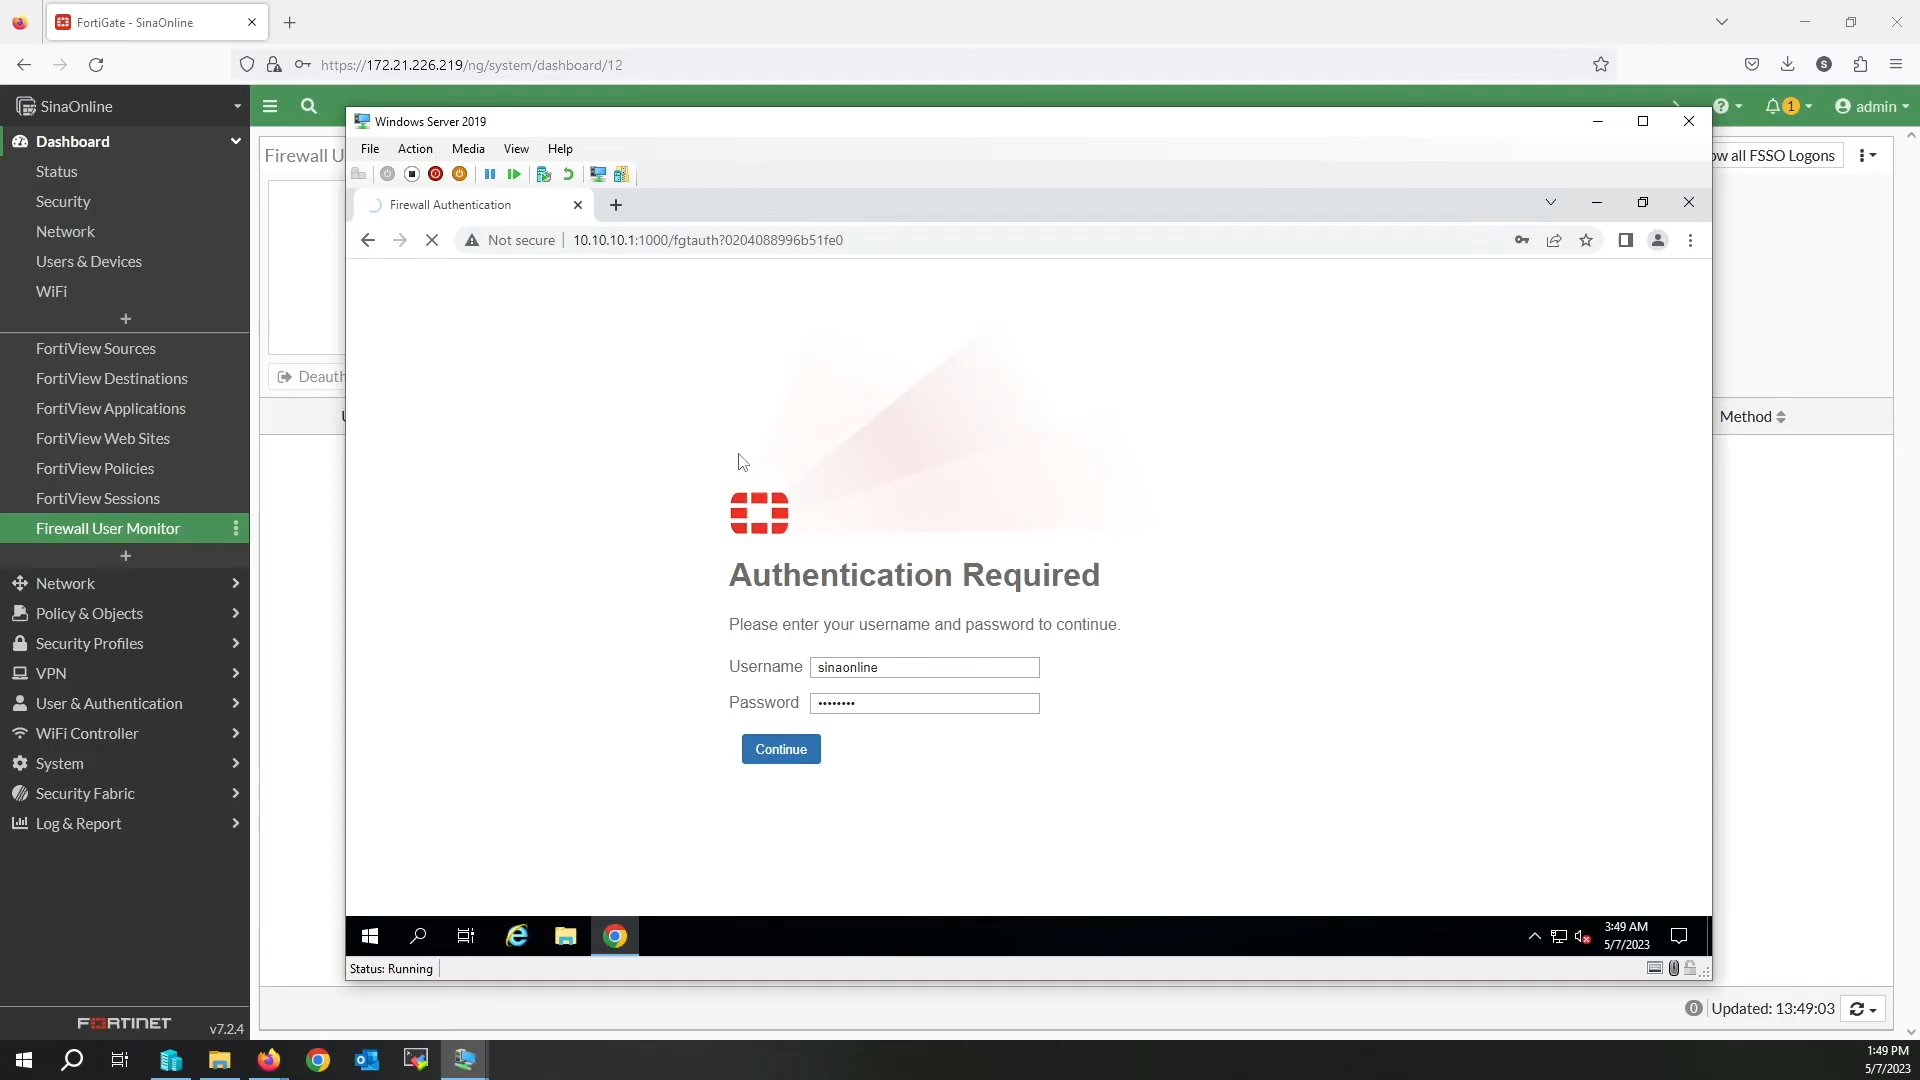 FortiGate - SinaOnline
https://172.21.226.219/ng/system/dashboard/12
S
SinaOnline
1
admin
Dashboard
Status
Security
Network
Users & Devices
WiFi
FortiView Sources
FortiView Destinations
FortiView Applications
FortiView Web Sites
FortiView Policies
FortiView Sessions
Firewall User Monitor
Network
Policy & Objects
Security Profiles
VPN
User & Authentication
WiFi Controller
System
Security Fabric
Log & Report
FORTINET
v7.2.4
Firewall U
ow all FSSO Logons
Deauth
Method
Windows Server 2019
File Action Media View Help
Firewall Authentication
Not secure 10.10.10.1:1000/fgtauth?0204088996b51fe0
Authentication Required
Please enter your username and password to continue.
Username sinaonline
Password ••••••••
Continue
3:49 AM
5/7/2023
Status: Running
0 Updated: 13:49:03
1:49 PM
5/7/2023